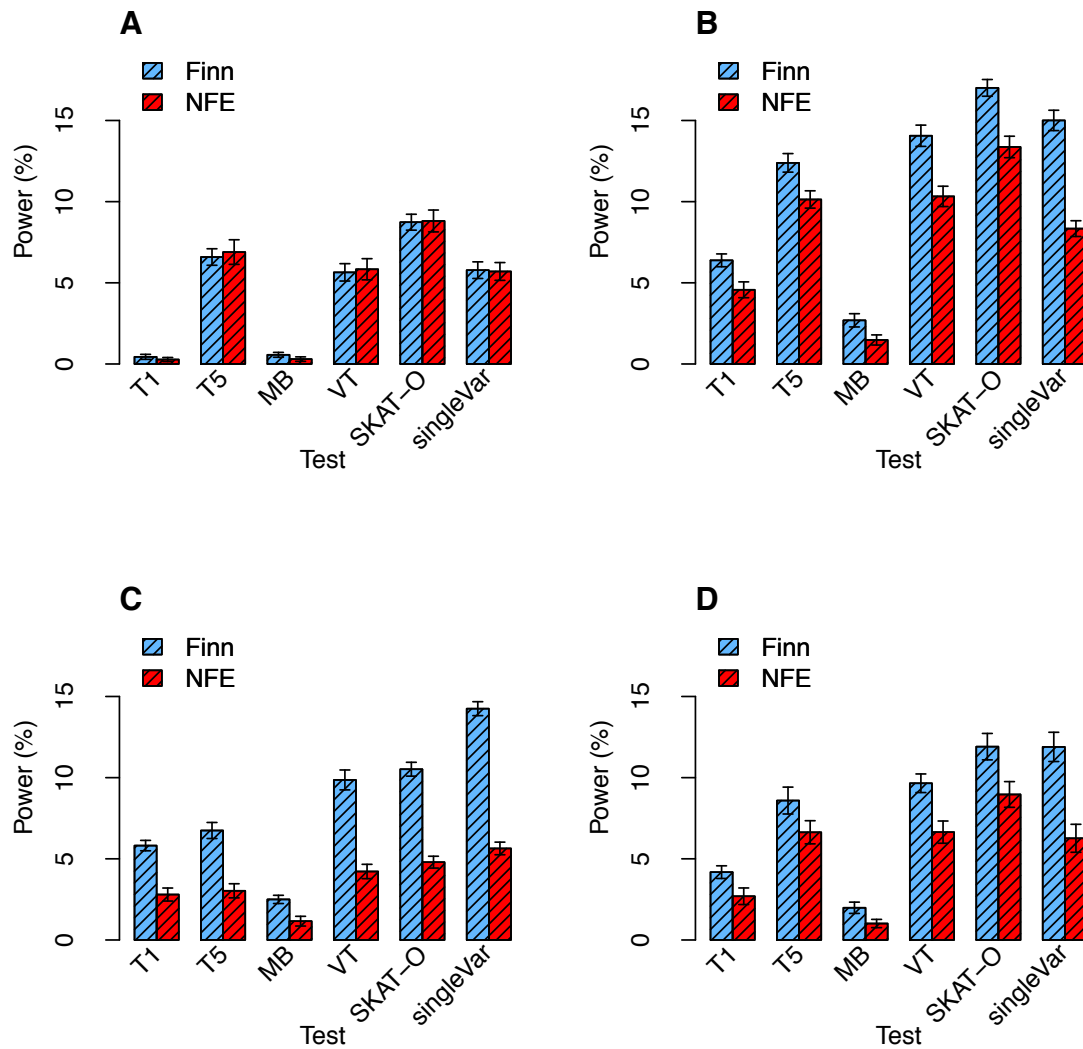 A
Finn
NFE
Power (%)
15
10
5
0
T1
T5
MB
VT
SKAT−O
singleVar
Test
B
Finn
NFE
Power (%)
15
10
5
0
T1
T5
MB
VT
SKAT−O
singleVar
Test
C
Finn
NFE
Power (%)
15
10
5
0
T1
T5
MB
VT
SKAT−O
singleVar
Test
D
Finn
NFE
Power (%)
15
10
5
0
T1
T5
MB
VT
SKAT−O
singleVar
Test